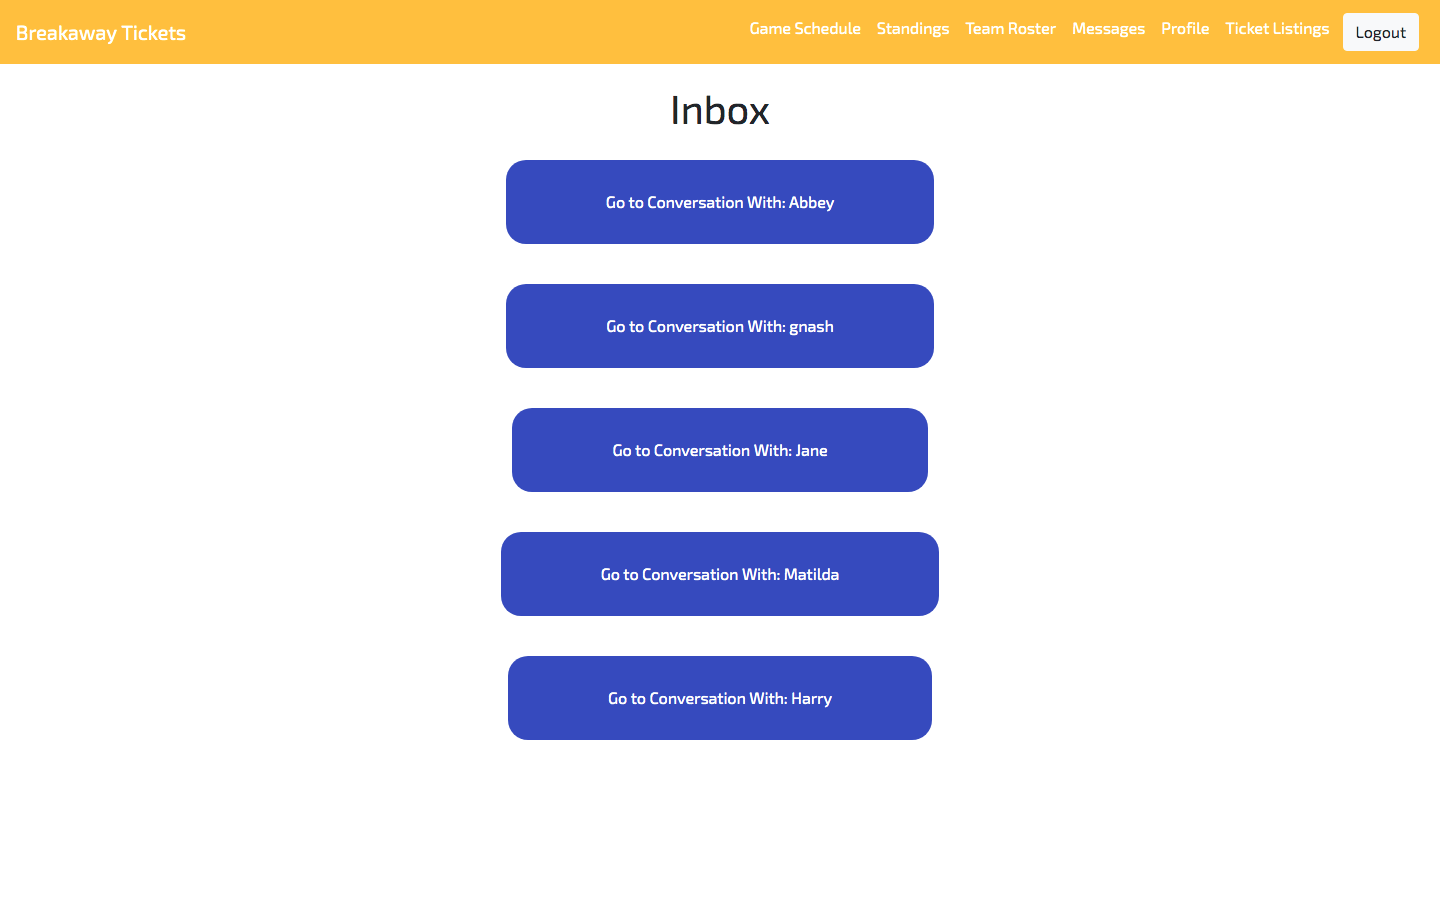 Breakaway Tickets
Game Schedule Standings Team Roster Messages Profile Ticket Listings Logout
Inbox
Go to Conversation With: Abbey
Go to Conversation With: gnash
Go to Conversation With: Jane
Go to Conversation With: Matilda
Go to Conversation With: Harry